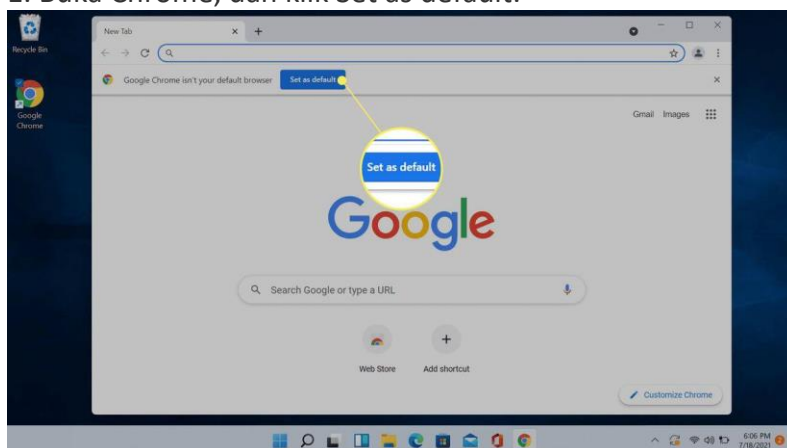 1. Buka Chrome, dan klik Set as default.
Recycle Bin
New Tab
Google Chrome isn't your default browser Set as default
Google
Chrome
Gmail Images
Set as default
Google
Search Google or type a URL
Web Store Add shortcut
Customize Chrome
6:06 PM
7/18/2021